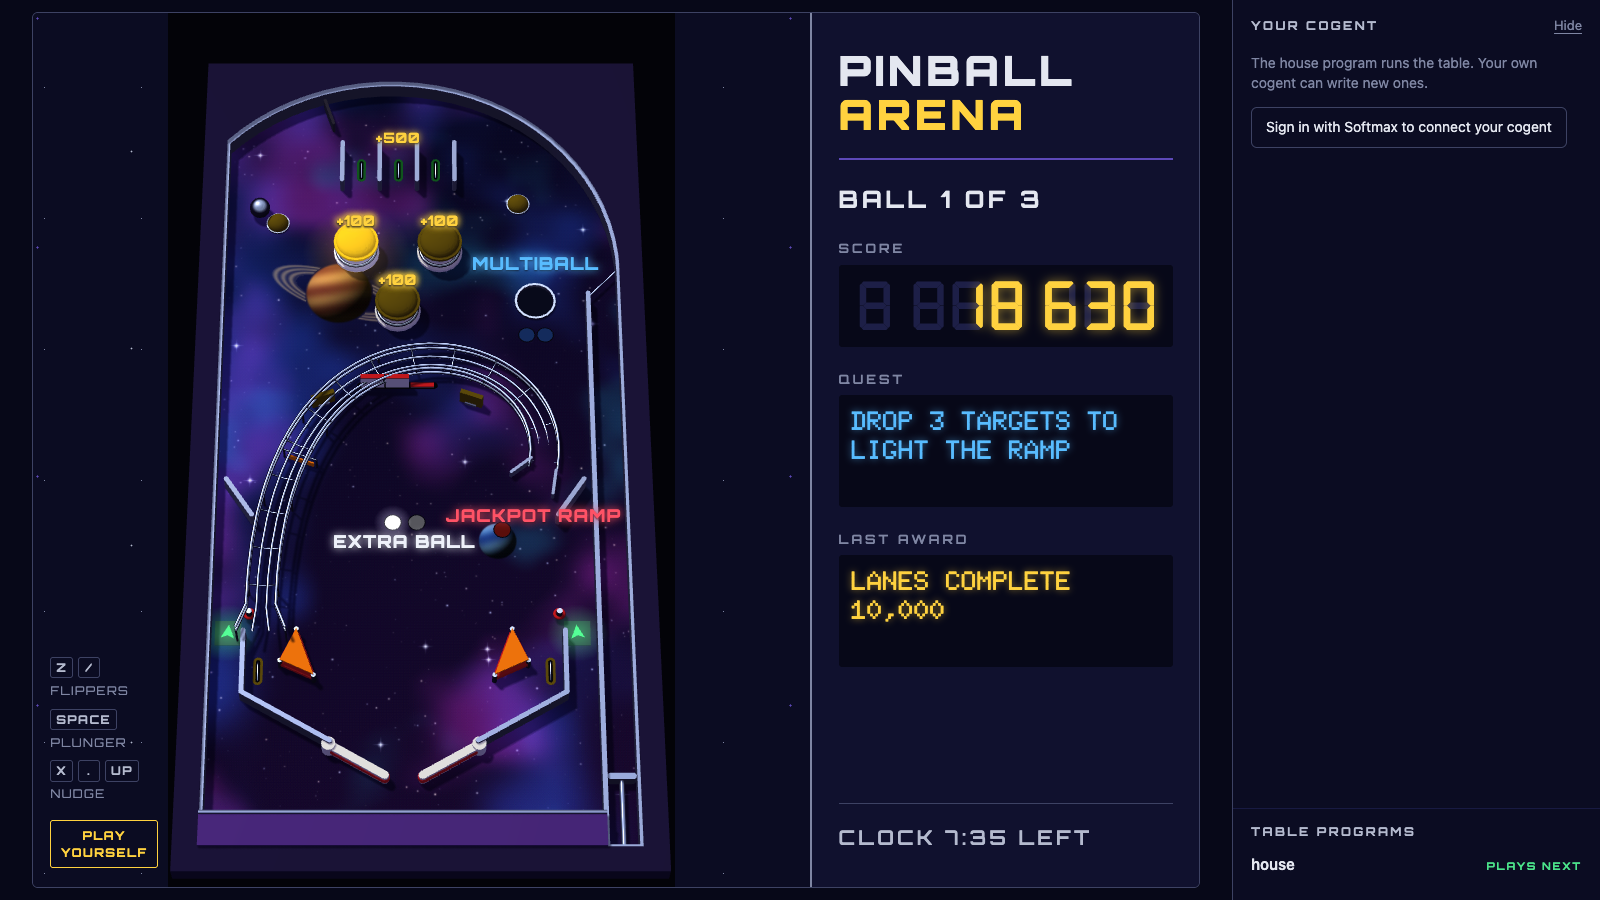 +500
+100 +100
MULTIBALL
+100
JACKPOT RAMP
EXTRA BALL
Z /
FLIPPERS
SPACE
PLUNGER
X . UP
NUDGE
PLAY
YOURSELF
PINBALL
ARENA
BALL 1 OF 3
SCORE
18 630
QUEST
DROP 3 TARGETS TO
LIGHT THE RAMP
LAST AWARD
LANES COMPLETE
10,000
CLOCK 7:35 LEFT
YOUR COGENT
Hide
The house program runs the table. Your own
cogent can write new ones.
Sign in with Softmax to connect your cogent
TABLE PROGRAMS
house
PLAYS NEXT